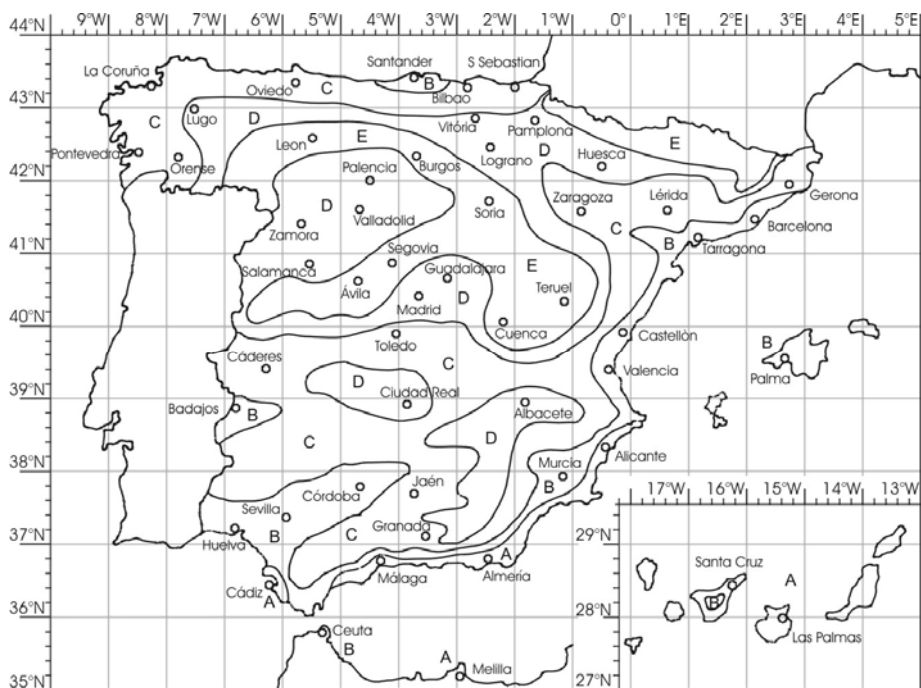 44°N 9°W 8°W 7°W 6°W 5°W 4°W 3°W 2°W 1°W 0° 1°E 2°E 3°E 4°E 5°E
La Coruña Santander S Sebastian
Oviedo C B Bilbao
43°N
C Lugo D Vitória Pamplona
Leon E Lograno D Huesca E
Pontevedra Orense Palencia Burgos
42°N
Zaragoza Lérida Gerona
D Valladolid Soria
Zamora C Barcelona
41°N
Segovia B Tarragona
Salamanca Guadalajara E Teruel
Ávila Madrid D
40°N
Cuenca
Toledo Castellòn
Cáderes C B
Valencia Palma
39°N
D Ciudad Real
Badajos B Albacete
C D
38°N
Murcia Alicante
Córdoba Jaén B
Sevilla
17°W 16°W 15°W 14°W 13°W
37°N
Granada
Huelva B C A
29°N
Málaga Almería Santa Cruz
Cádiz A
A
36°N
B
28°N
Ceuta Las Palmas
B A
Melilla
35°N
27°N